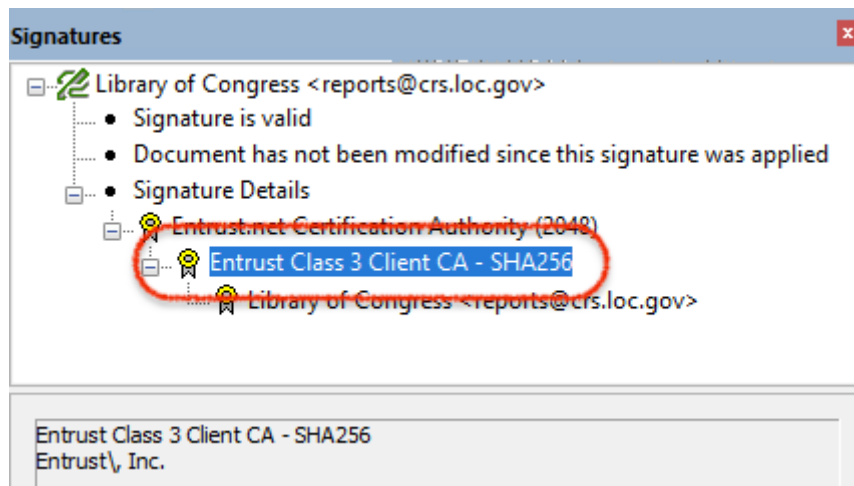 Signatures
Library of Congress <reports@crs.loc.gov>
Signature is valid
Document has not been modified since this signature was applied
Signature Details
Entrust.net Certification Authority (2048)
Entrust Class 3 Client CA - SHA256
Library of Congress <reports@crs.loc.gov>
Entrust Class 3 Client CA - SHA256
Entrust\, Inc.